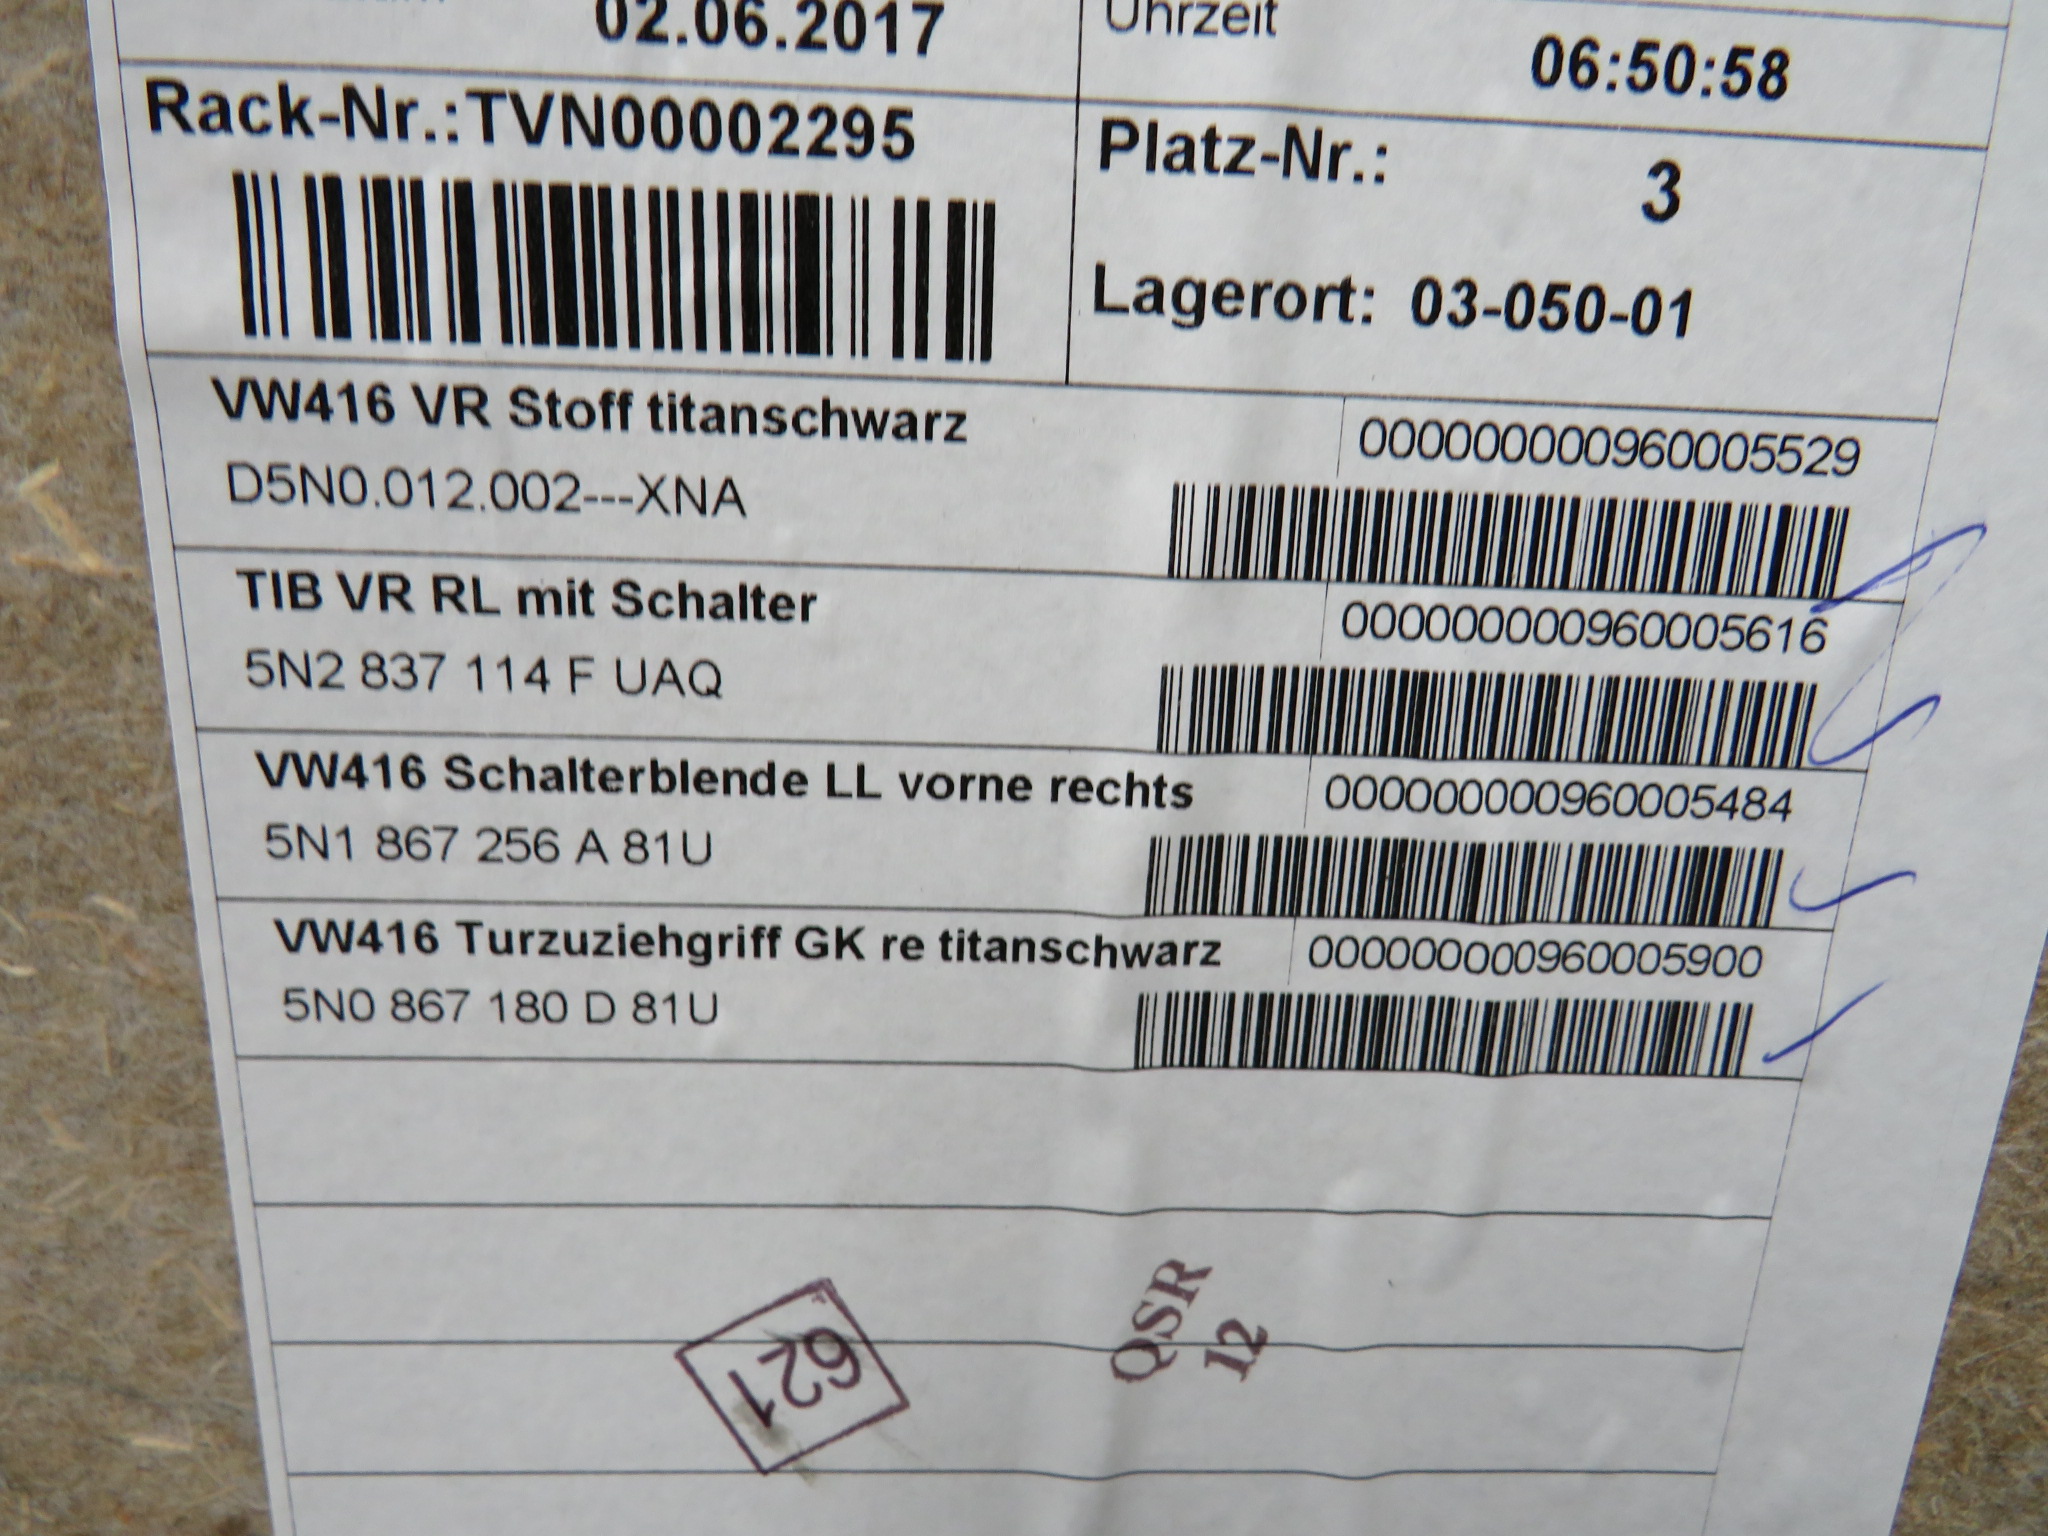 02.06.2017
Uhrzeit
06:50:58
Rack-Nr.:TVN00002295
Platz-Nr.: 3
Lagerort: 03-050-01
VW416 VR Stoff titanschwarz
000000000960005529
D5N0.012.002---XNA
TIB VR RL mit Schalter
000000000960005616
5N2 837 114 F UAQ
VW416 Schalterblende LL vorne rechts
000000000960005484
5N1 867 256 A 81U
VW416 Turzuziehgriff GK re titanschwarz
000000000960005900
5N0 867 180 D 81U
621
QSR
12